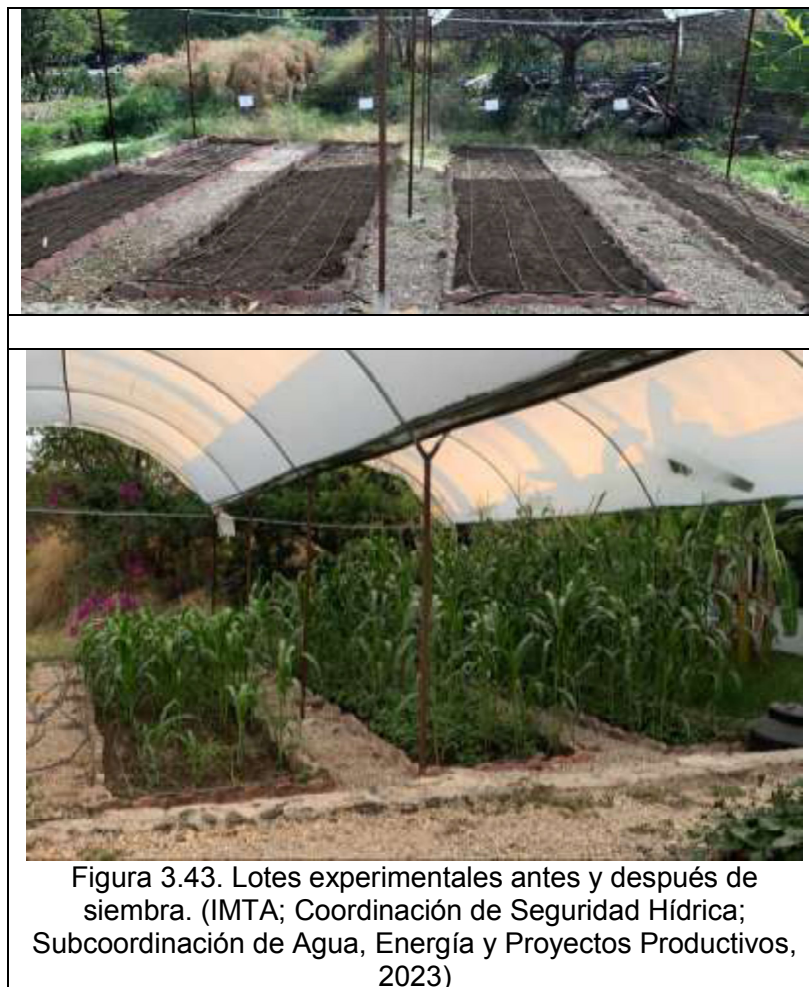 Figura 3.43. Lotes experimentales antes y después de
siembra. (IMTA; Coordinación de Seguridad Hídrica;
Subcoordinación de Agua, Energía y Proyectos Productivos,
2023)